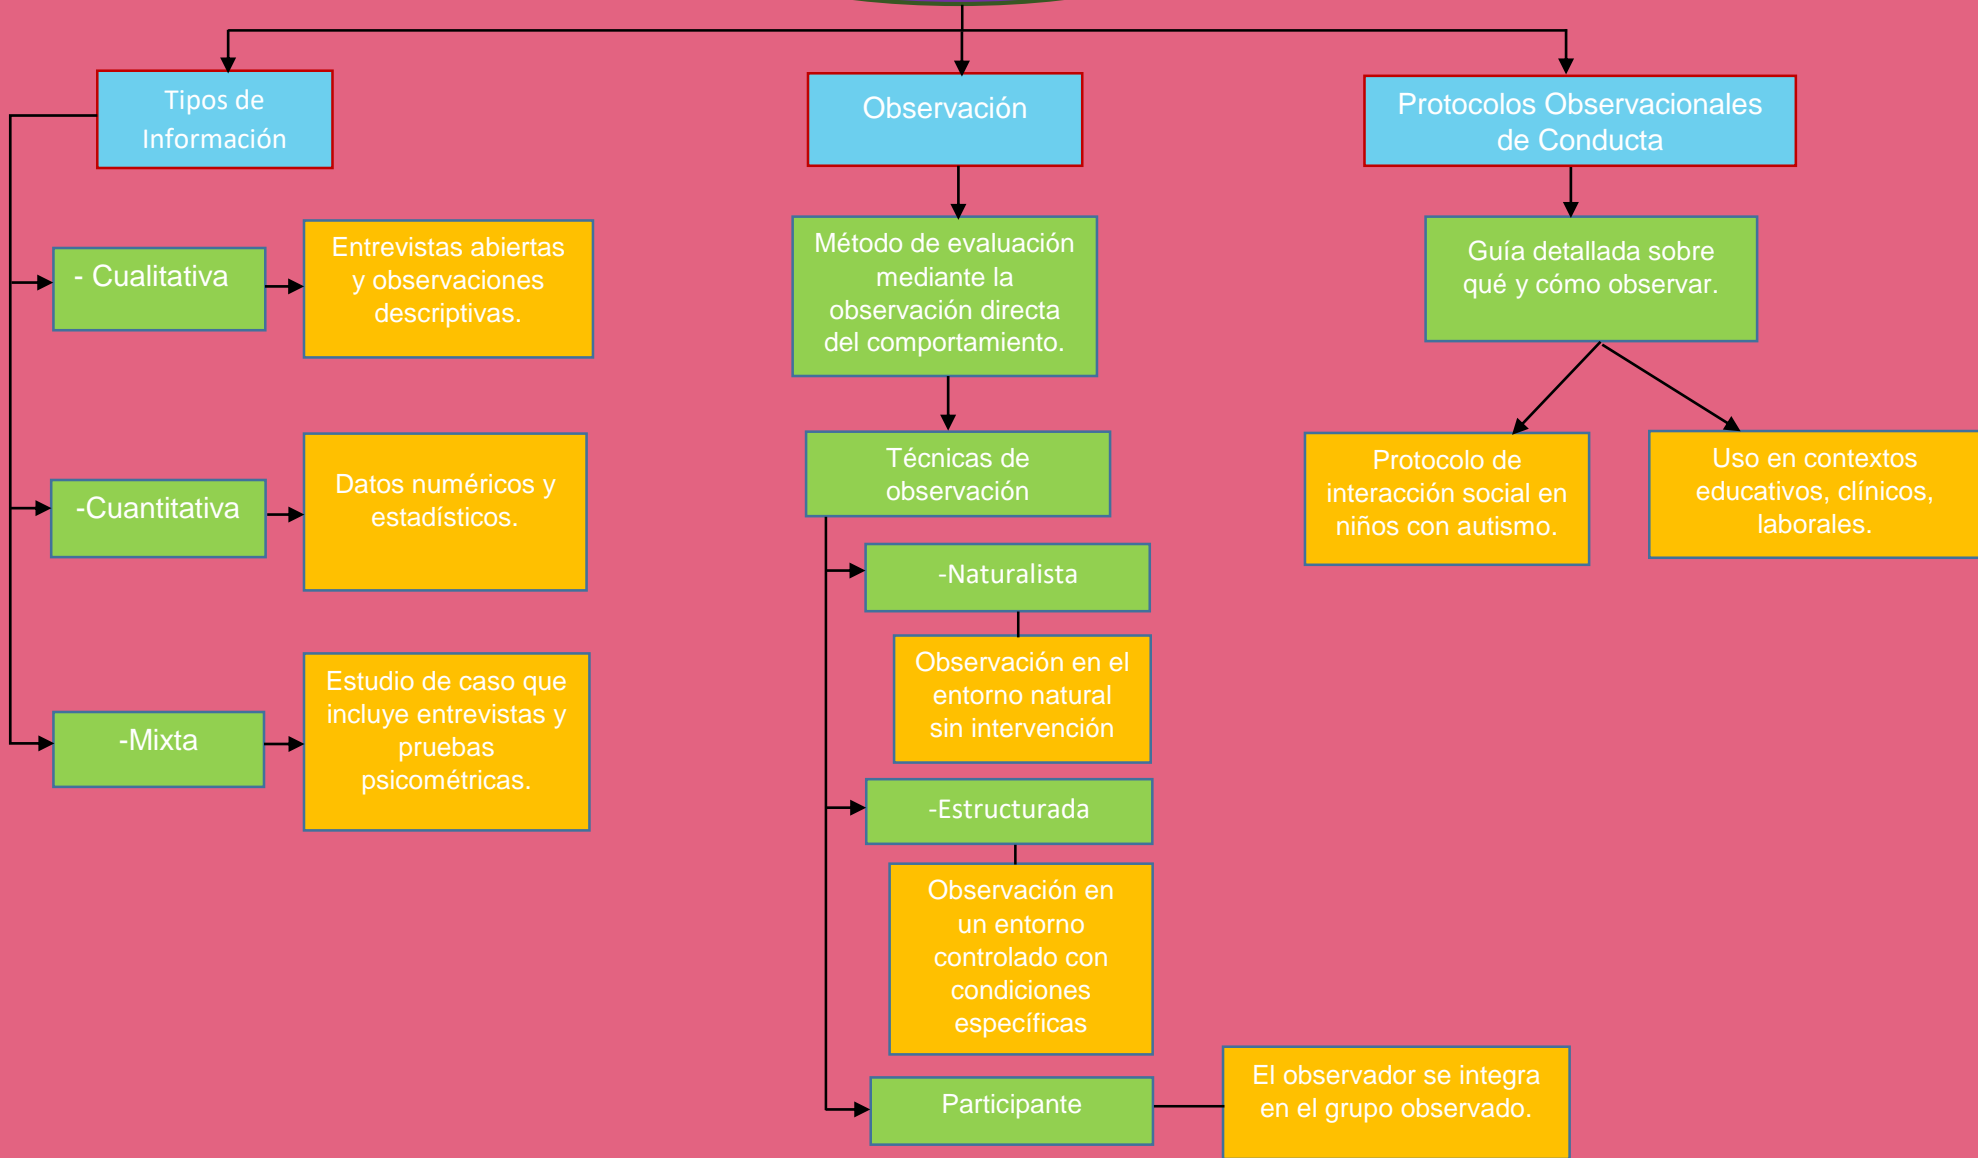 Tipos de
Información
- Cualitativa
Entrevistas abiertas
y observaciones
descriptivas.
-Cuantitativa
Datos numéricos y
estadísticos.
-Mixta
Estudio de caso que
incluye entrevistas y
pruebas
psicométricas.
Observación
Método de evaluación
mediante la
observación directa
del comportamiento.
Técnicas de
observación
-Naturalista
Observación en el
entorno natural
sin intervención
-Estructurada
Observación en
un entorno
controlado con
condiciones
específicas
Participante
El observador se integra
en el grupo observado.
Protocolos Observacionales
de Conducta
Guía detallada sobre
qué y cómo observar.
Protocolo de
interacción social en
niños con autismo.
Uso en contextos
educativos, clínicos,
laborales.